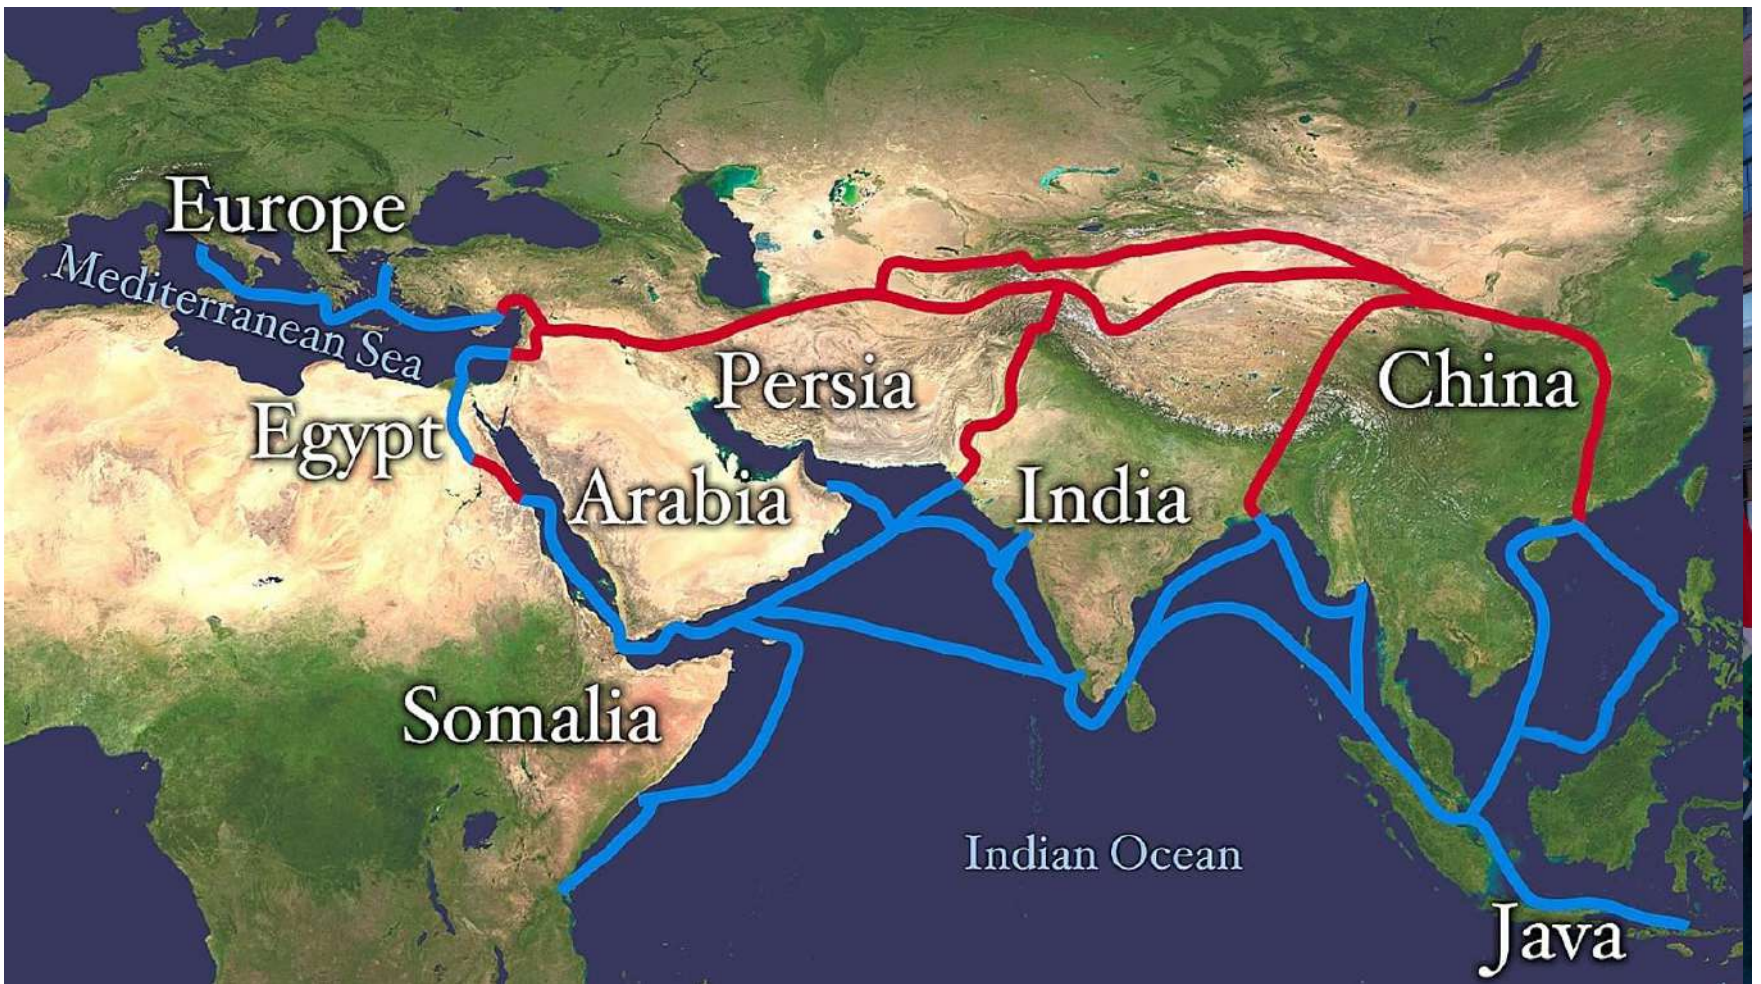 Europe
Mediterranean Sea
Persia
China
Egypt
Arabia
India
Somalia
Indian Ocean
Java